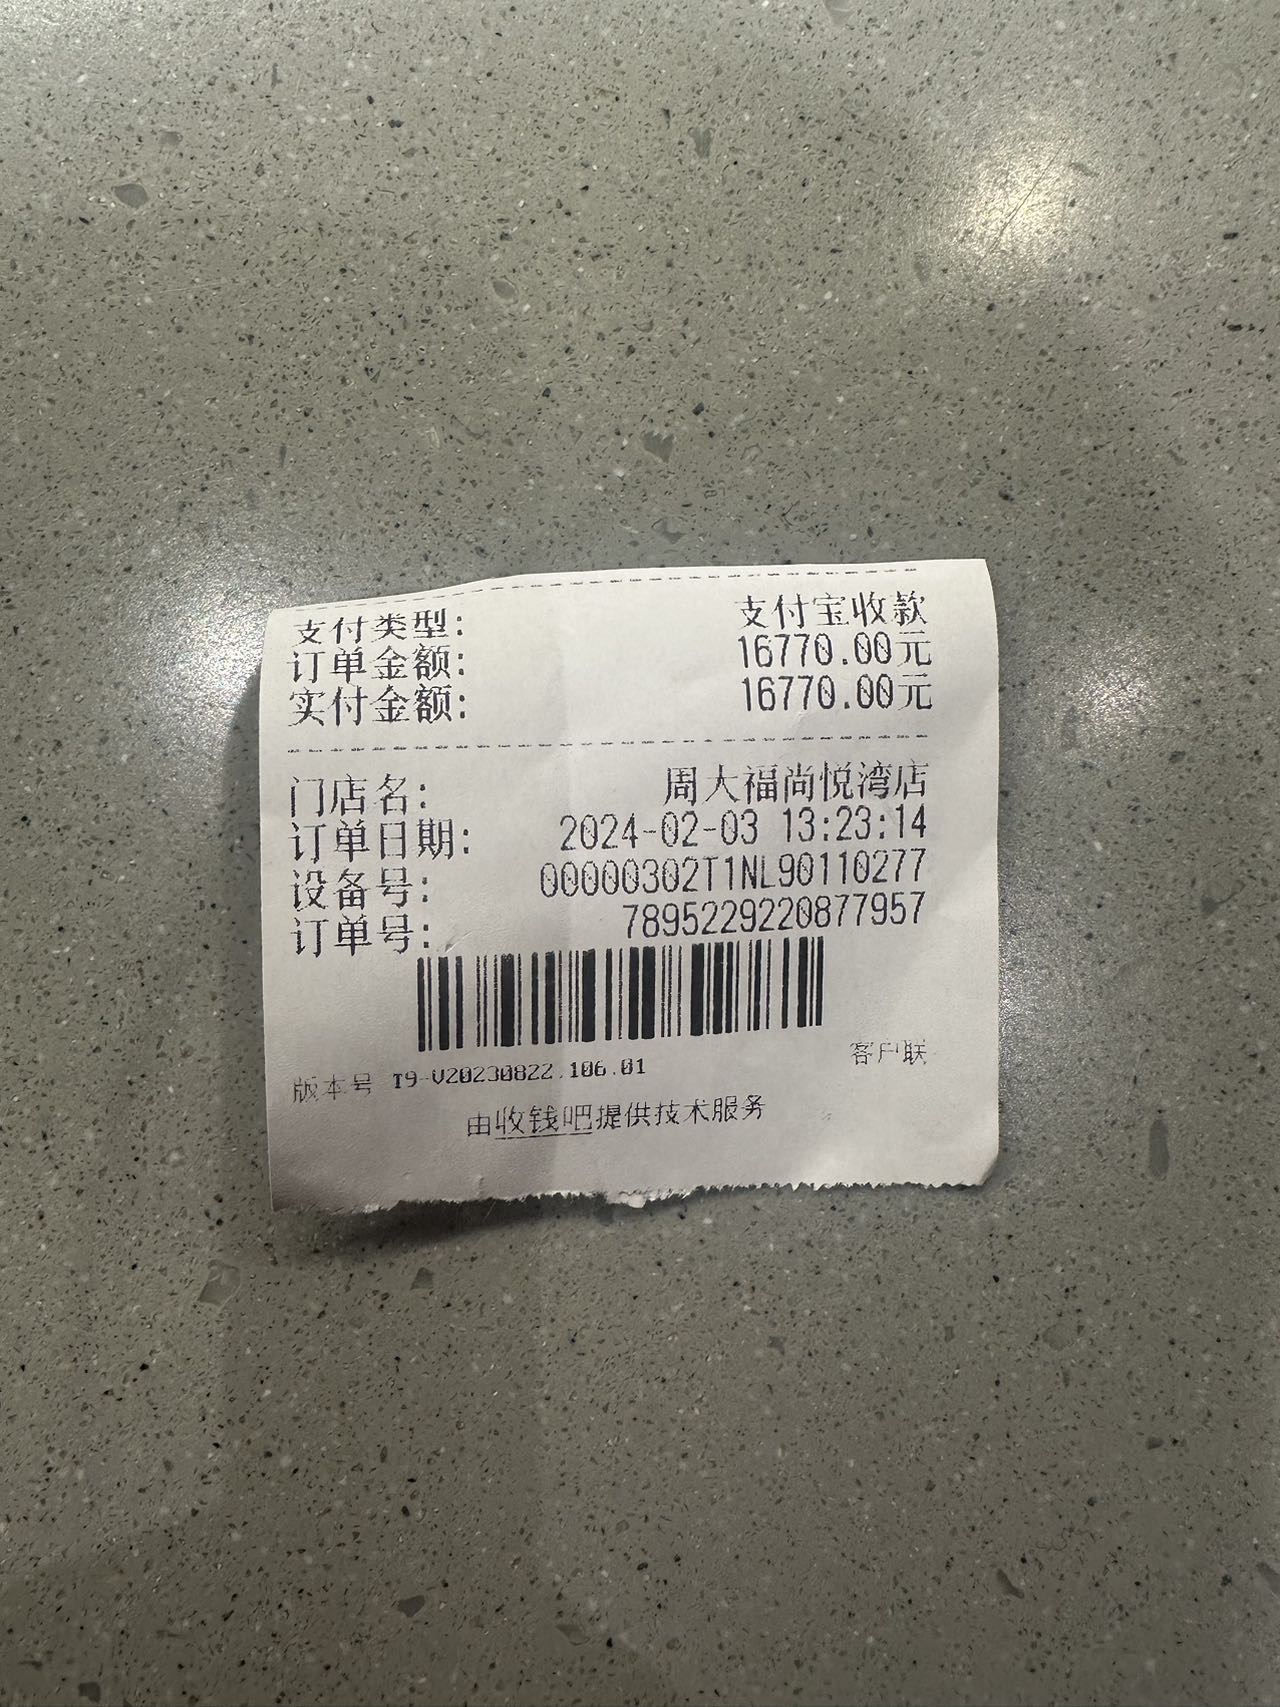 支付类型: 支付宝收款
订单金额: 16770.00元
实付金额: 16770.00元
门店名: 周大福尚悦湾店
订单日期: 2024-02-03 13:23:14
设备号: 00000302T1NL90110277
订单号: 7895229220877957
客户联
版本号 T9-V20230822.106.01
由收钱吧提供技术服务